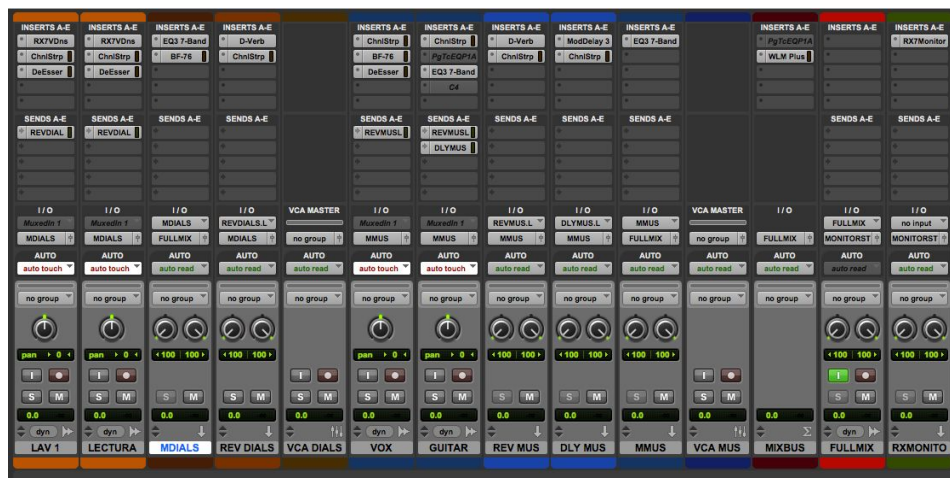 INSERTS A-E INSERTS A-E INSERTS A-E INSERTS A-E INSERTS A-E INSERTS A-E INSERTS A-E INSERTS A-E INSERTS A-E INSERTS A-E INSERTS A-E INSERTS A-E
RX7VDns RX7VDns EQ3 7-Band D-Verb ChnlStrp ChnlStrp D-Verb ModDelay 3 EQ3 7-Band PgTcEQP1A RX7Monitor
ChnlStrp ChnlStrp BF-76 ChnlStrp BF-76 PgTcEQP1A ChnlStrp ChnlStrp WLM Plus
DeEsser DeEsser DeEsser EQ3 7-Band
C4
SENDS A-E SENDS A-E SENDS A-E SENDS A-E SENDS A-E SENDS A-E SENDS A-E SENDS A-E SENDS A-E SENDS A-E SENDS A-E
REVDIAL REVDIAL REVMUSL REVMUSL
DLYMUS
I / O I / O I / O I / O VCA MASTER I / O I / O I / O I / O I / O VCA MASTER I / O I / O I / O
MuxedIn 1 MuxedIn 1 MDIALS REVDIALS.L MuxedIn 1 MuxedIn 1 REVMUS.L DLYMUS.L MMUS FULLMIX no input
MDIALS MDIALS FULLMIX MDIALS no group MMUS MMUS MMUS MMUS FULLMIX no group FULLMIX MONITORST MONITORST
AUTO AUTO AUTO AUTO AUTO AUTO AUTO AUTO AUTO AUTO AUTO AUTO AUTO AUTO
auto touch auto touch auto read auto read auto read auto touch auto touch auto read auto read auto read auto read auto read auto read auto read
no group no group no group no group no group no group no group no group no group no group no group no group no group no group
pan 0 pan 0 100 100 100 100 pan 0 pan 0 100 100 100 100 100 100 100 100 100 100
I I I I I I I
S M S M S M S M S M S M S M S M S M S M S M S M S M
0.0 0.0 0.0 0.0 0.0 0.0 0.0 0.0 0.0 0.0 0.0 0.0 0.0 0.0
dyn dyn dyn dyn Σ dyn
LAV 1 LECTURA MDIALS REV DIALS VCA DIALS VOX GUITAR REV MUS DLY MUS MMUS VCA MUS MIXBUS FULLMIX RXMONITO